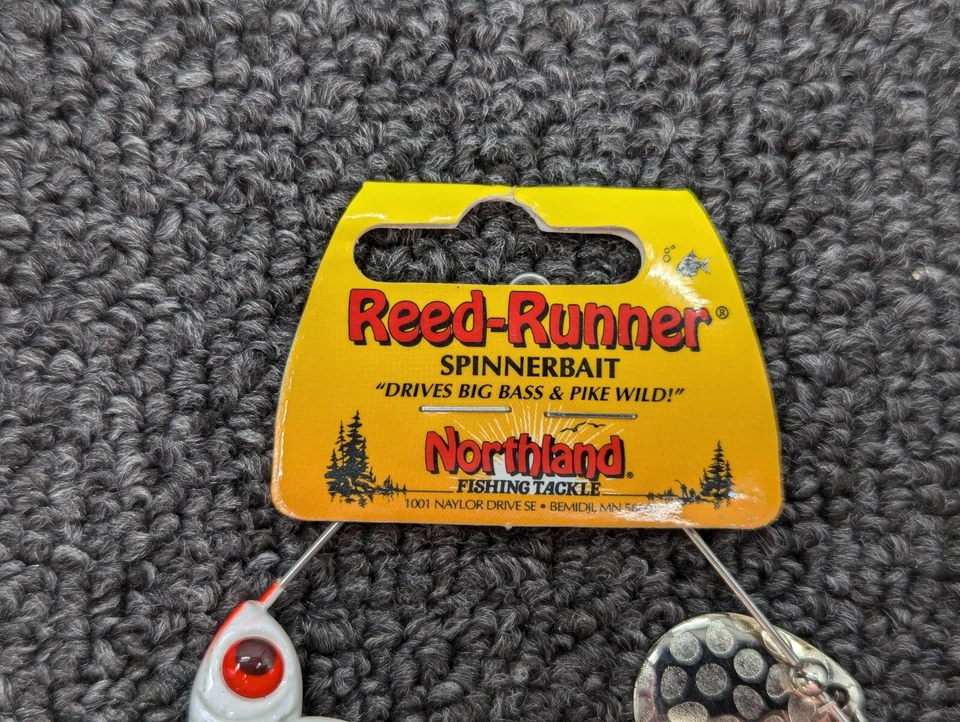 Reed-Runner®
SPINNERBAIT
“DRIVES BIG BASS & PIKE WILD!”
Northland®
FISHING TACKLE
1001 NAYLOR DRIVE SE • BEMIDJI, MN